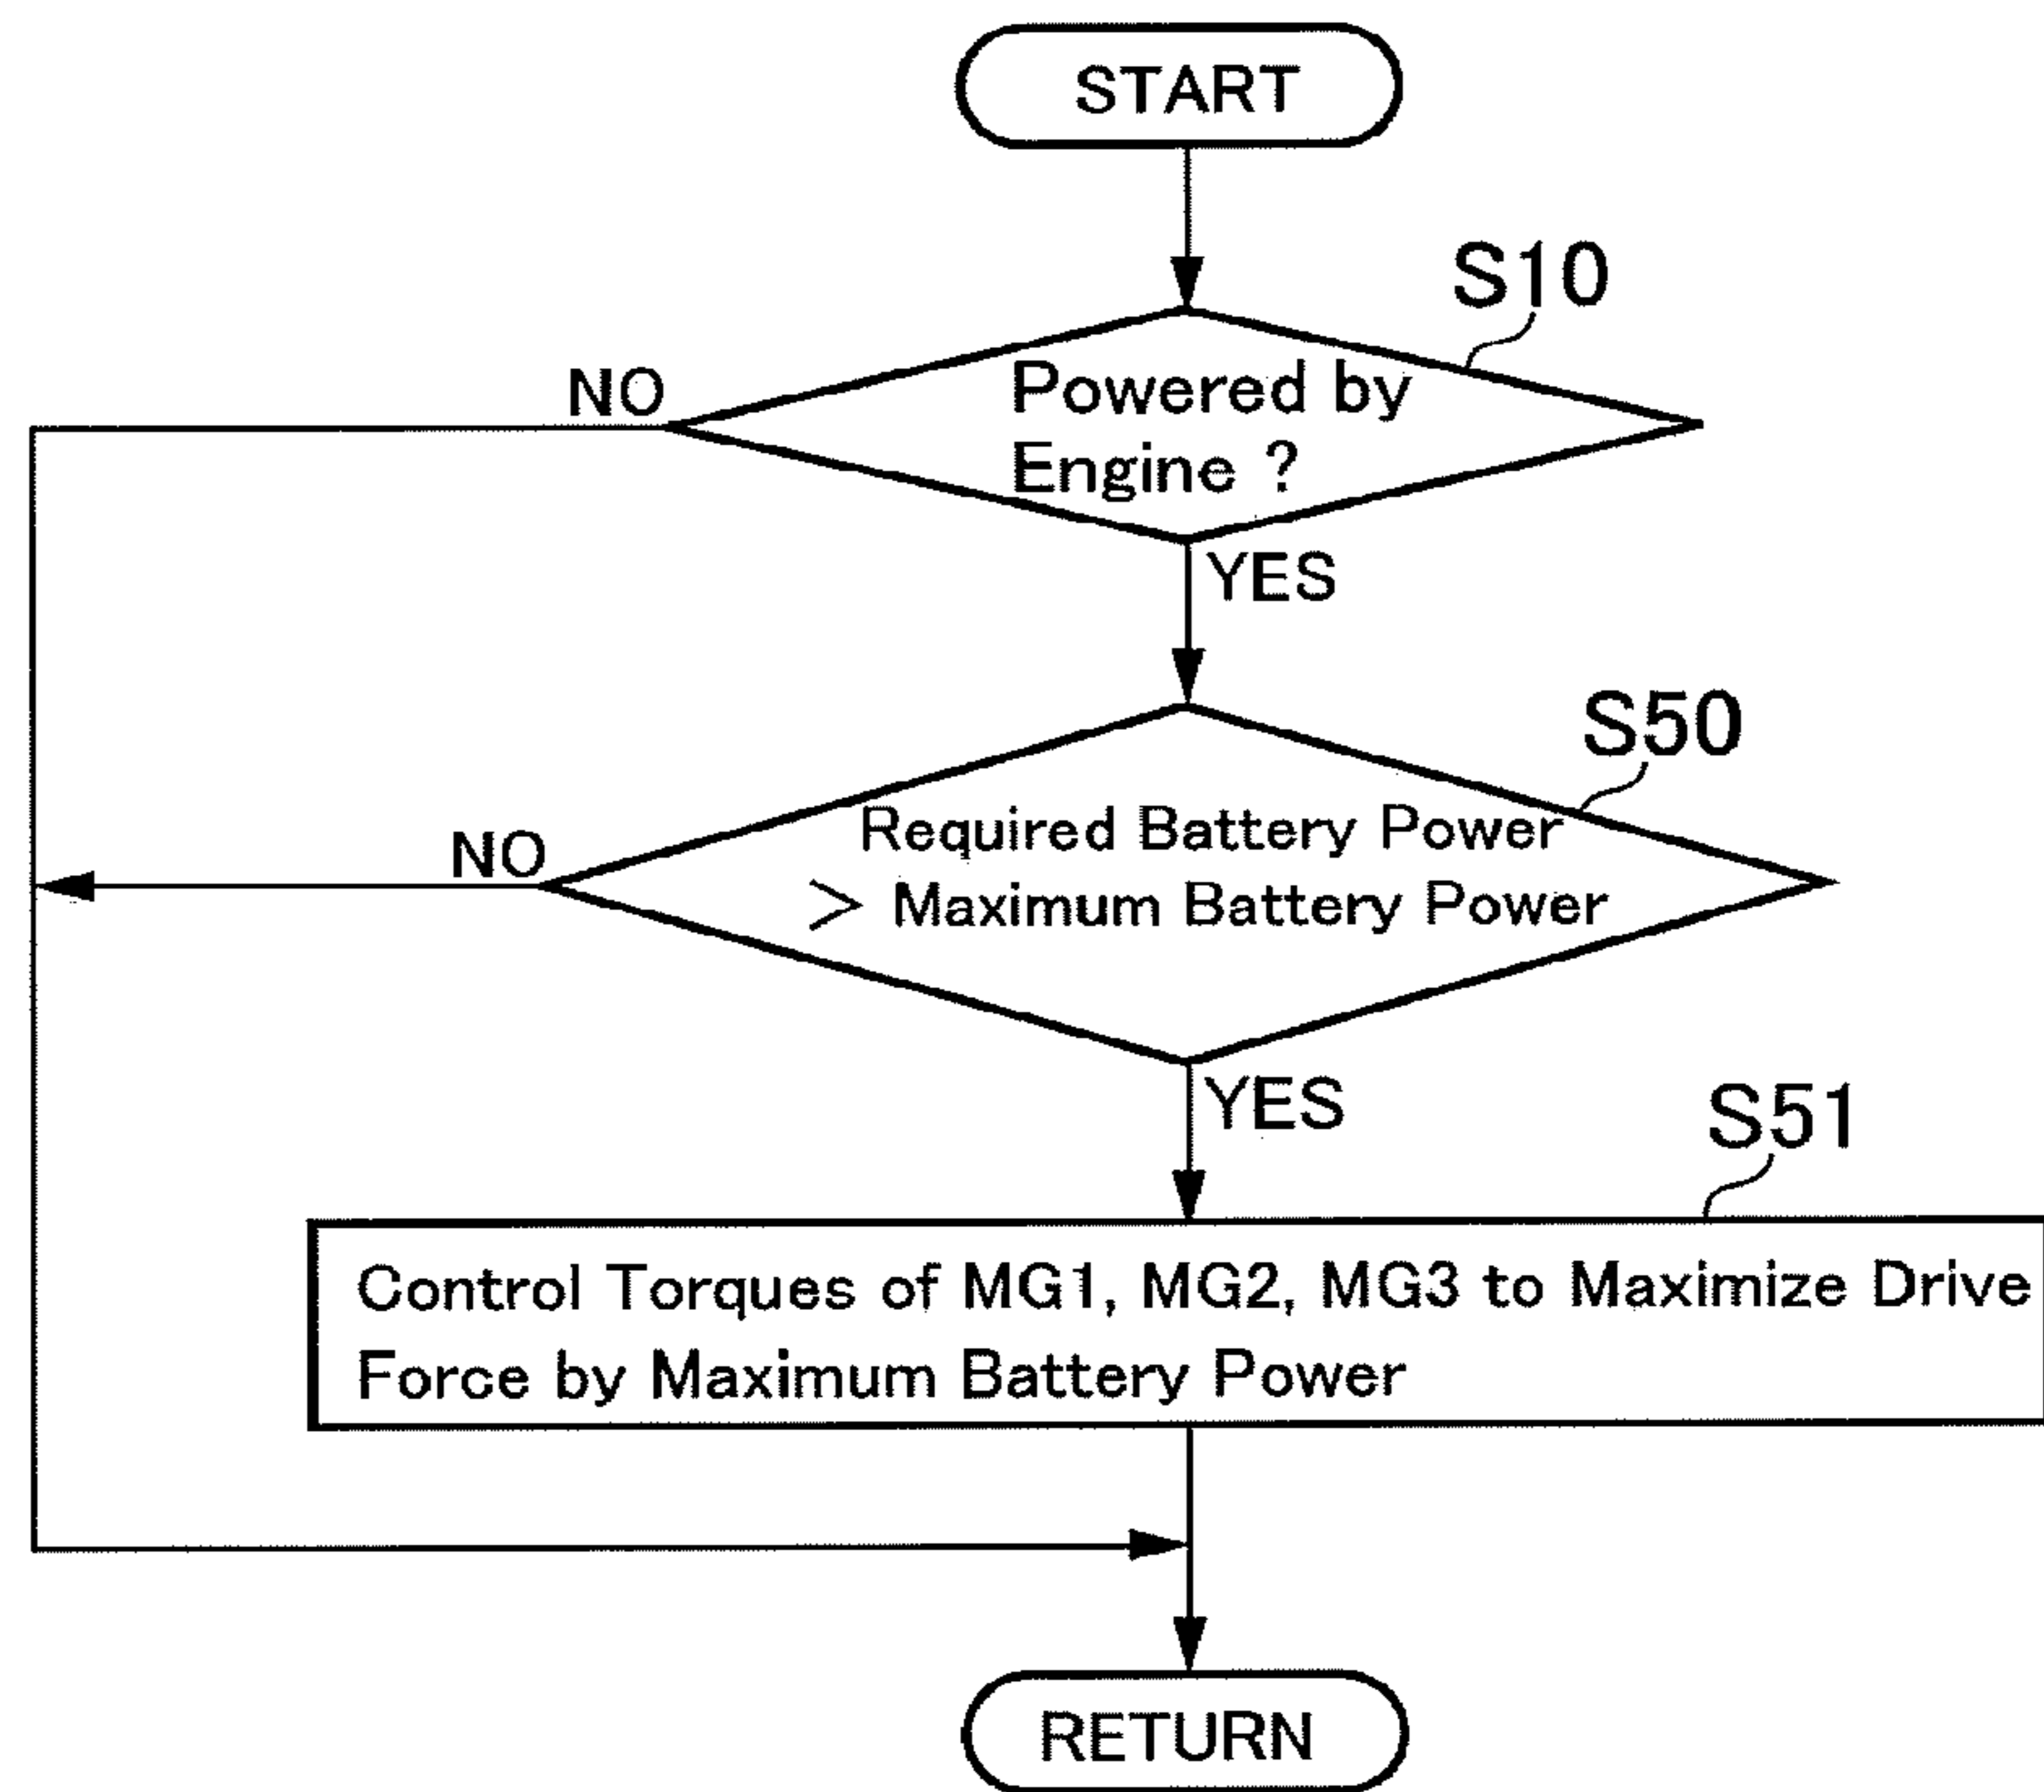 START
S10
NO
Powered by
Engine ?
YES
S50
NO
Required Battery Power
> Maximum Battery Power
YES
S51
Control Torques of MG1, MG2, MG3 to Maximize Drive
Force by Maximum Battery Power
RETURN